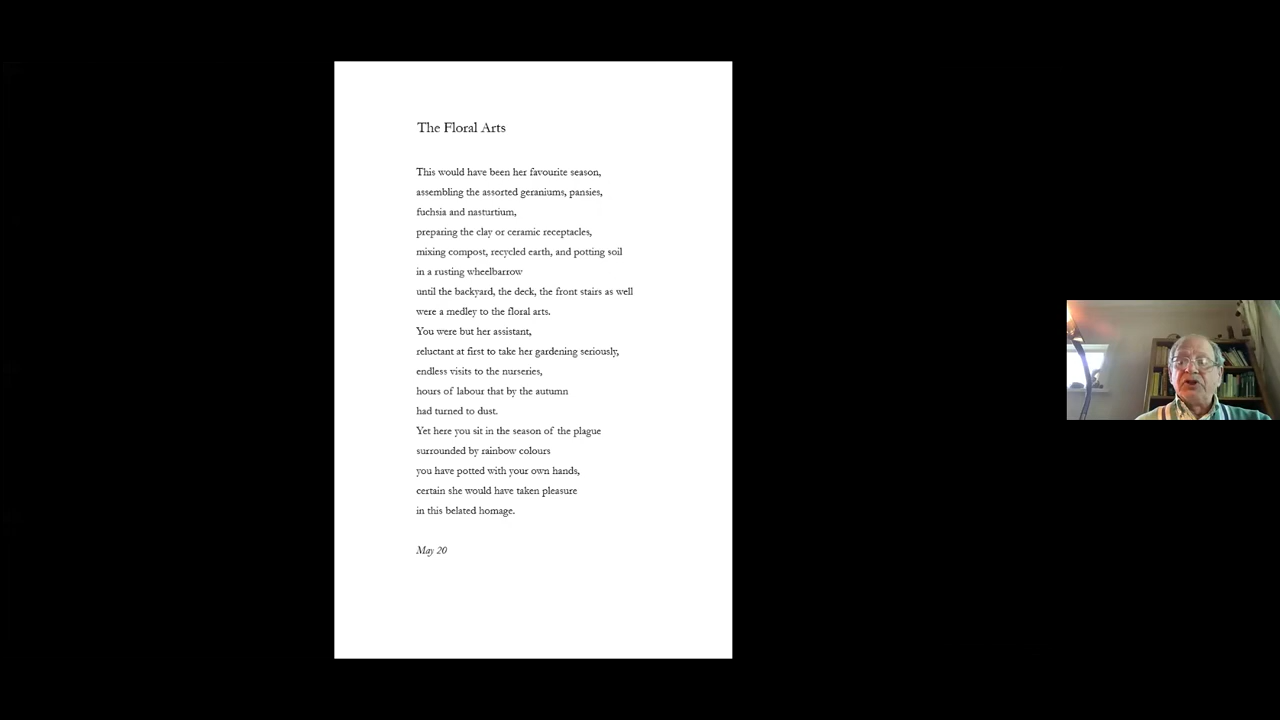 The Floral Arts
This would have been her favourite season,
assembling the assorted geraniums, pansies,
fuchsia and nasturtium,
preparing the clay or ceramic receptacles,
mixing compost, recycled earth, and potting soil
in a rusting wheelbarrow
until the backyard, the deck, the front stairs as well
were a medley to the floral arts.
You were but her assistant,
reluctant at first to take her gardening seriously,
endless visits to the nurseries,
hours of labour that by the autumn
had turned to dust.
Yet here you sit in the season of the plague
surrounded by rainbow colours
you have potted with your own hands,
certain she would have taken pleasure
in this belated homage.
May 20